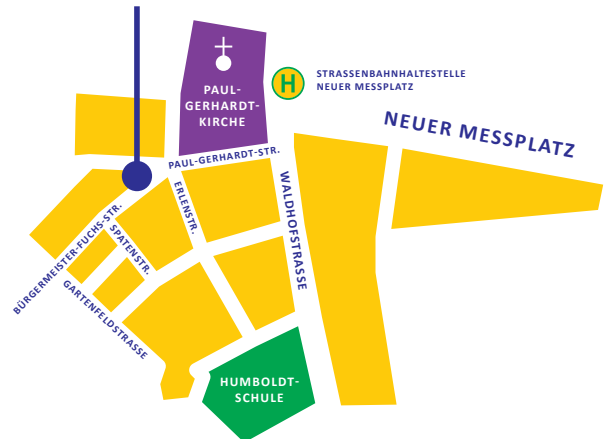 H
STRASSENBAHNHALTESTELLE
NEUER MESSPLATZ
PAUL-
GERHARDT-
KIRCHE
NEUER MESSPLATZ
PAUL-GERHARDT-STR.
ERLENSTR.
WALDHOFSTRASSE
BÜRGERMEISTER-FUCHS-STR.
SPATENSTR.
GARTENFELDSTRASSE
HUMBOLDT-
SCHULE